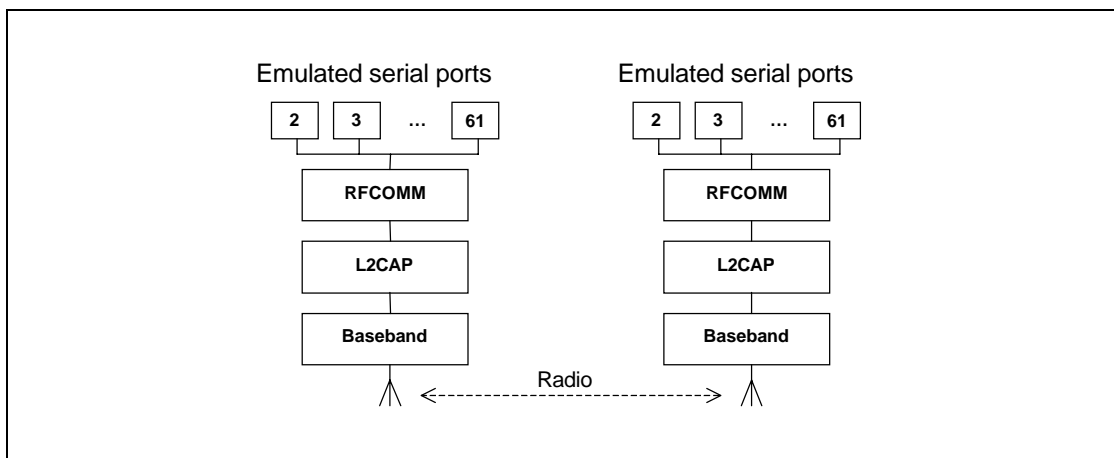 Emulated serial ports Emulated serial ports
2 3 … 61 2 3 … 61
RFCOMM RFCOMM
L2CAP L2CAP
Baseband Baseband
Radio